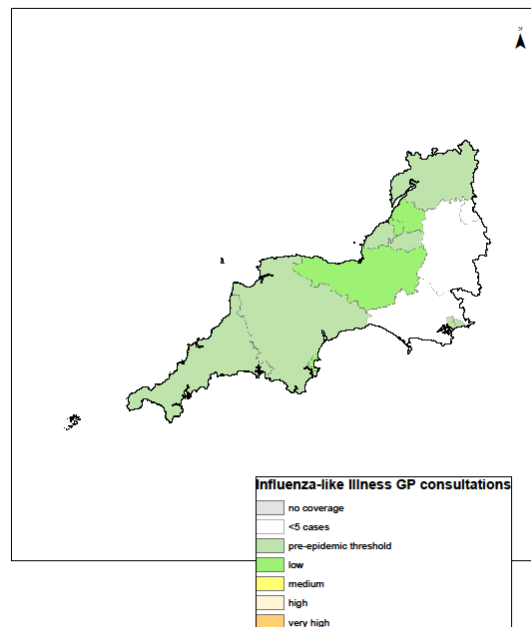 N
Influenza-like Illness GP consultations
no coverage
<5 cases
pre-epidemic threshold
low
medium
high
very high